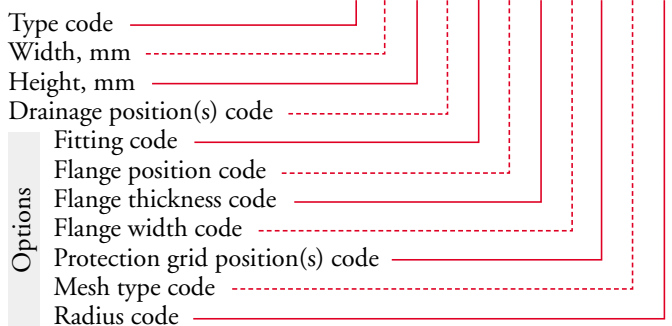 Type code
Width, mm
Height, mm
Drainage position(s) code
Options
Fitting code
Flange position code
Flange thickness code
Flange width code
Protection grid position(s) code
Mesh type code
Radius code